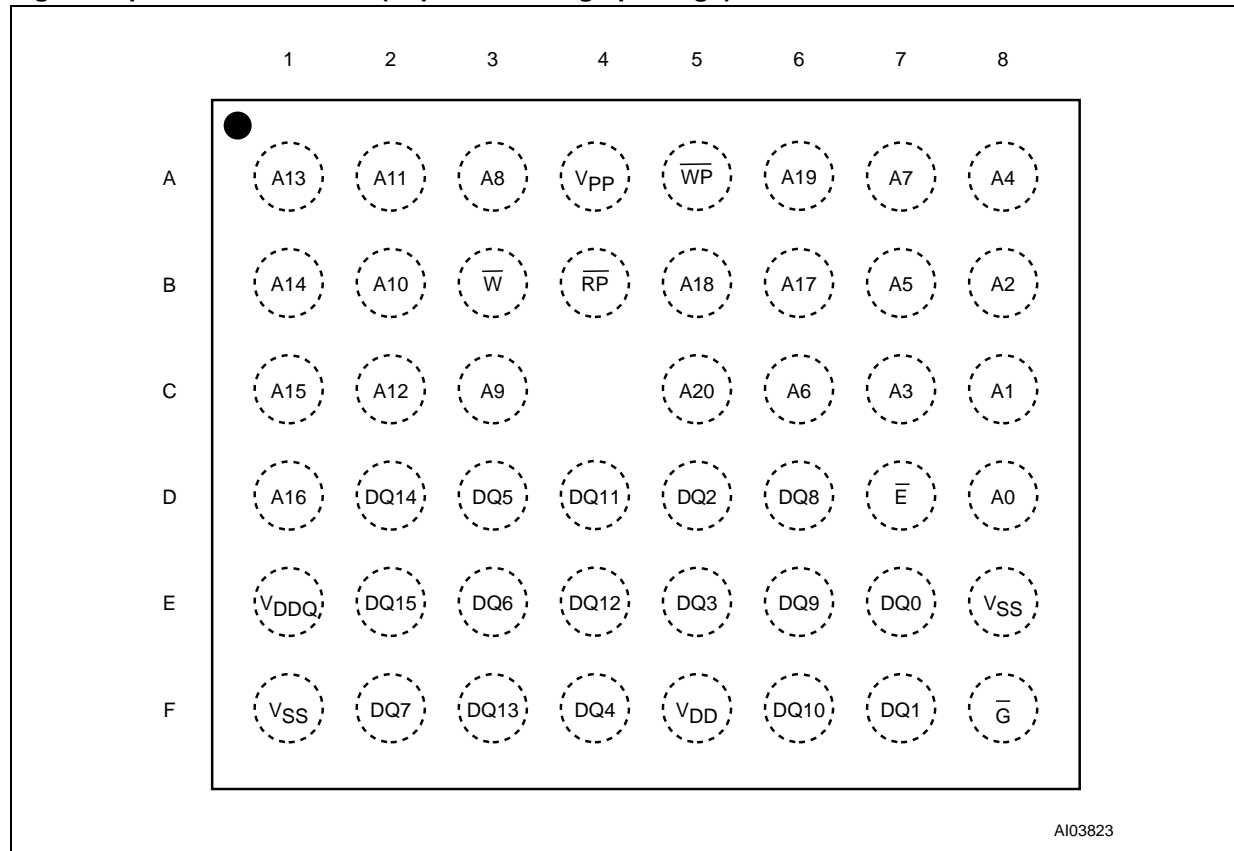 1 2 3 4 5 6 7 8
A A13 A11 A8 VPP W̅P̅ A19 A7 A4
B A14 A10 W̅ R̅P̅ A18 A17 A5 A2
C A15 A12 A9 A20 A6 A3 A1
D A16 DQ14 DQ5 DQ11 DQ2 DQ8 E̅ A0
E VDDQ DQ15 DQ6 DQ12 DQ3 DQ9 DQ0 VSS
F VSS DQ7 DQ13 DQ4 VDD DQ10 DQ1 G̅
AI03823